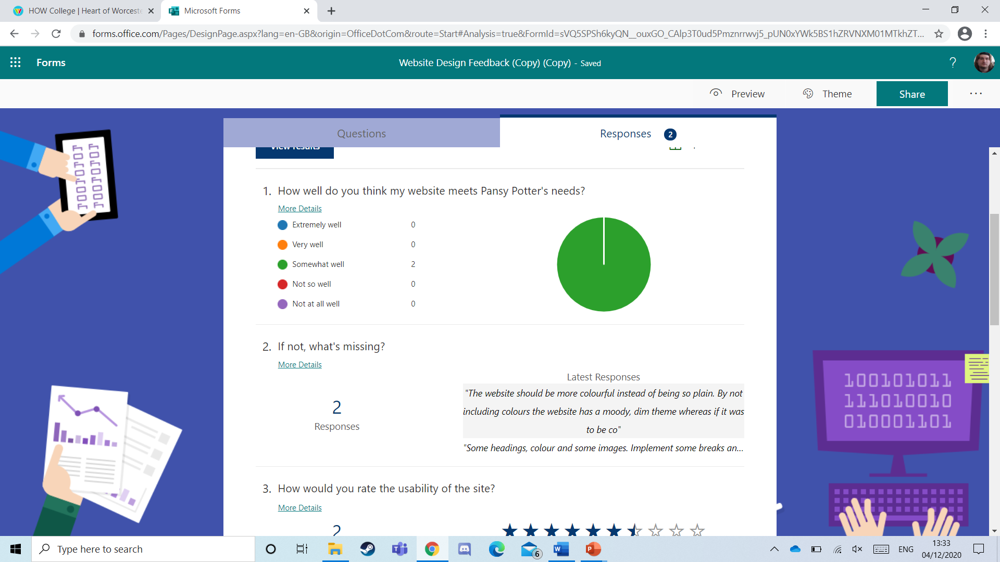 HOW College | Heart of Worceste
Microsoft Forms
forms.office.com/Pages/DesignPage.aspx?lang=en-GB&origin=OfficeDotCom&route=Start#Analysis=true&FormId=sVQ5SPSh6kyQN__ouxGO_CAlp3T0ud5Pmznrrwvj5_pUN0xYWk5BS1hZRVNXM01MTkhZT...
Forms
Website Design Feedback (Copy) (Copy) - Saved
?
Preview
Theme
Share
...
Questions
Responses 2
View results
1. How well do you think my website meets Pansy Potter's needs?
More Details
Extremely well 0
Very well 0
Somewhat well 2
Not so well 0
Not at all well 0
2. If not, what's missing?
More Details
2
Responses
Latest Responses
"The website should be more colourful instead of being so plain. By not
including colours the website has a moody, dim theme whereas if it was
to be co"
"Some headings, colour and some images. Implement some breaks an...
3. How would you rate the usability of the site?
More Details
2
100101011
111010010
010001101
Type here to search
6
ENG
13:33
04/12/2020